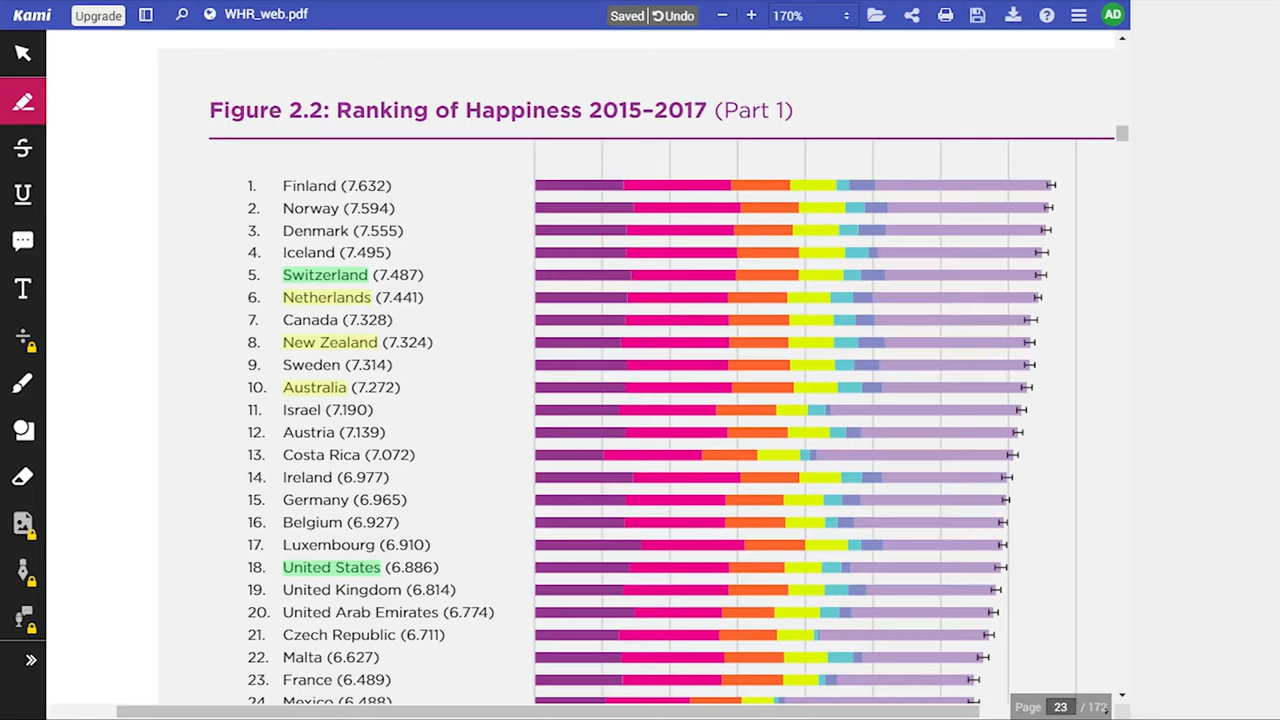 Kami Upgrade WHR_web.pdf Saved Undo 170% AD
Figure 2.2: Ranking of Happiness 2015–2017 (Part 1)
1. Finland (7.632)
2. Norway (7.594)
3. Denmark (7.555)
4. Iceland (7.495)
5. Switzerland (7.487)
6. Netherlands (7.441)
7. Canada (7.328)
8. New Zealand (7.324)
9. Sweden (7.314)
10. Australia (7.272)
11. Israel (7.190)
12. Austria (7.139)
13. Costa Rica (7.072)
14. Ireland (6.977)
15. Germany (6.965)
16. Belgium (6.927)
17. Luxembourg (6.910)
18. United States (6.886)
19. United Kingdom (6.814)
20. United Arab Emirates (6.774)
21. Czech Republic (6.711)
22. Malta (6.627)
23. France (6.489)
24. Mexico (6.488)
Page 23 / 172